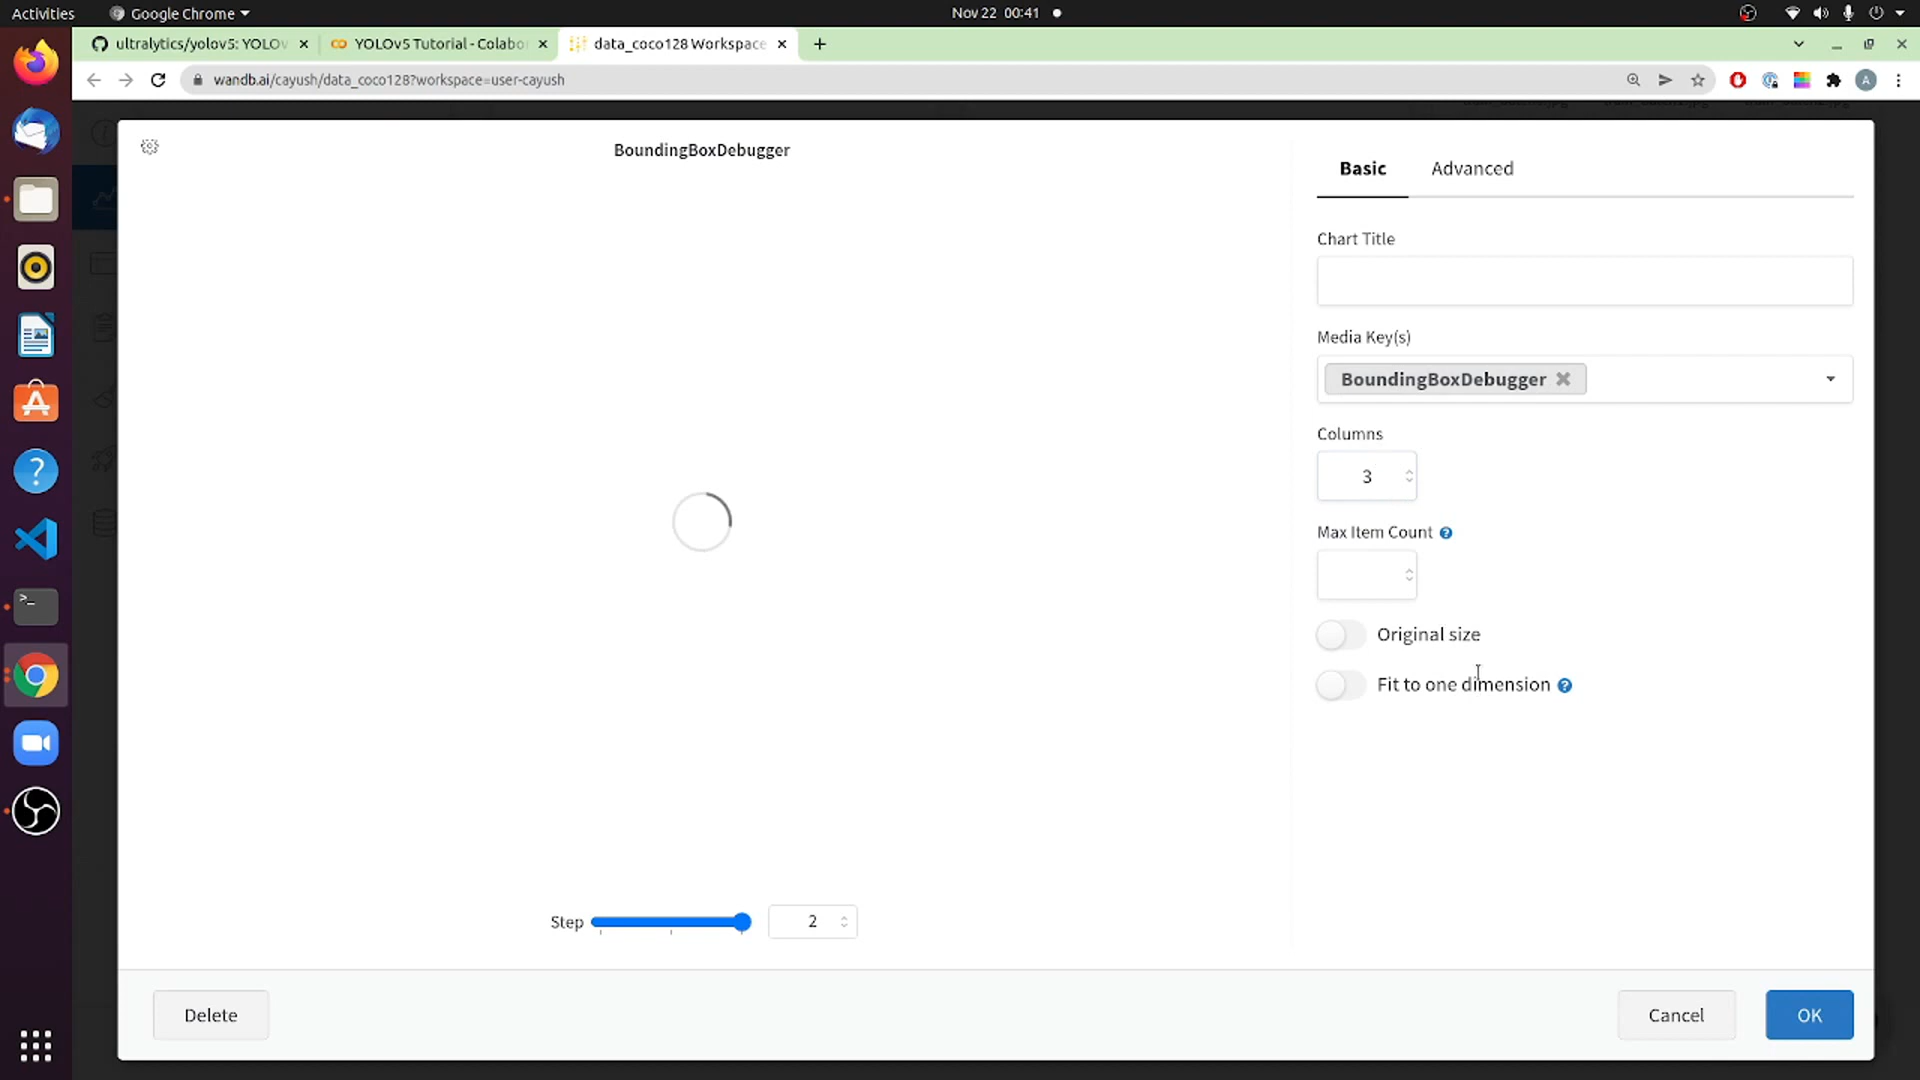 Activities
Google Chrome
Nov 22 00:41
ultralytics/yolov5: YOLOv
YOLOv5 Tutorial - Colabo
data_coco128 Workspace
wandb.ai/cayush/data_coco128?workspace=user-cayush
A
BoundingBoxDebugger
Basic
Advanced
Chart Title
Media Key(s)
BoundingBoxDebugger
Columns
3
Max Item Count
Original size
Fit to one dimension
Step
2
Delete
Cancel
OK